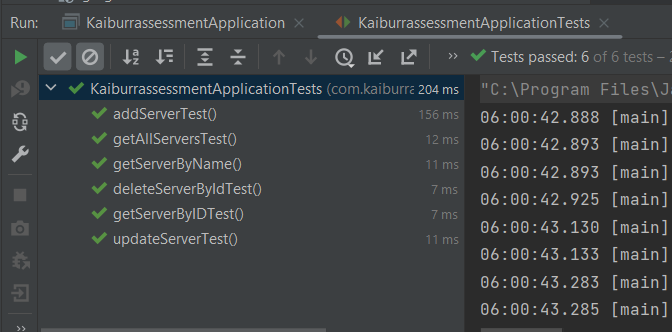 Run: KaiburrassessmentApplication × KaiburrassessmentApplicationTests ×
Tests passed: 6 of 6 tests –
KaiburrassessmentApplicationTests (com.kaiburra 204 ms
addServerTest() 156 ms
getAllServersTest() 12 ms
getServerByName() 11 ms
deleteServerByIdTest() 7 ms
getServerByIDTest() 7 ms
updateServerTest() 11 ms
"C:\Program Files\Ja
06:00:42.888 [main]
06:00:42.893 [main]
06:00:42.893 [main]
06:00:42.925 [main]
06:00:43.130 [main]
06:00:43.133 [main]
06:00:43.283 [main]
06:00:43.285 [main]